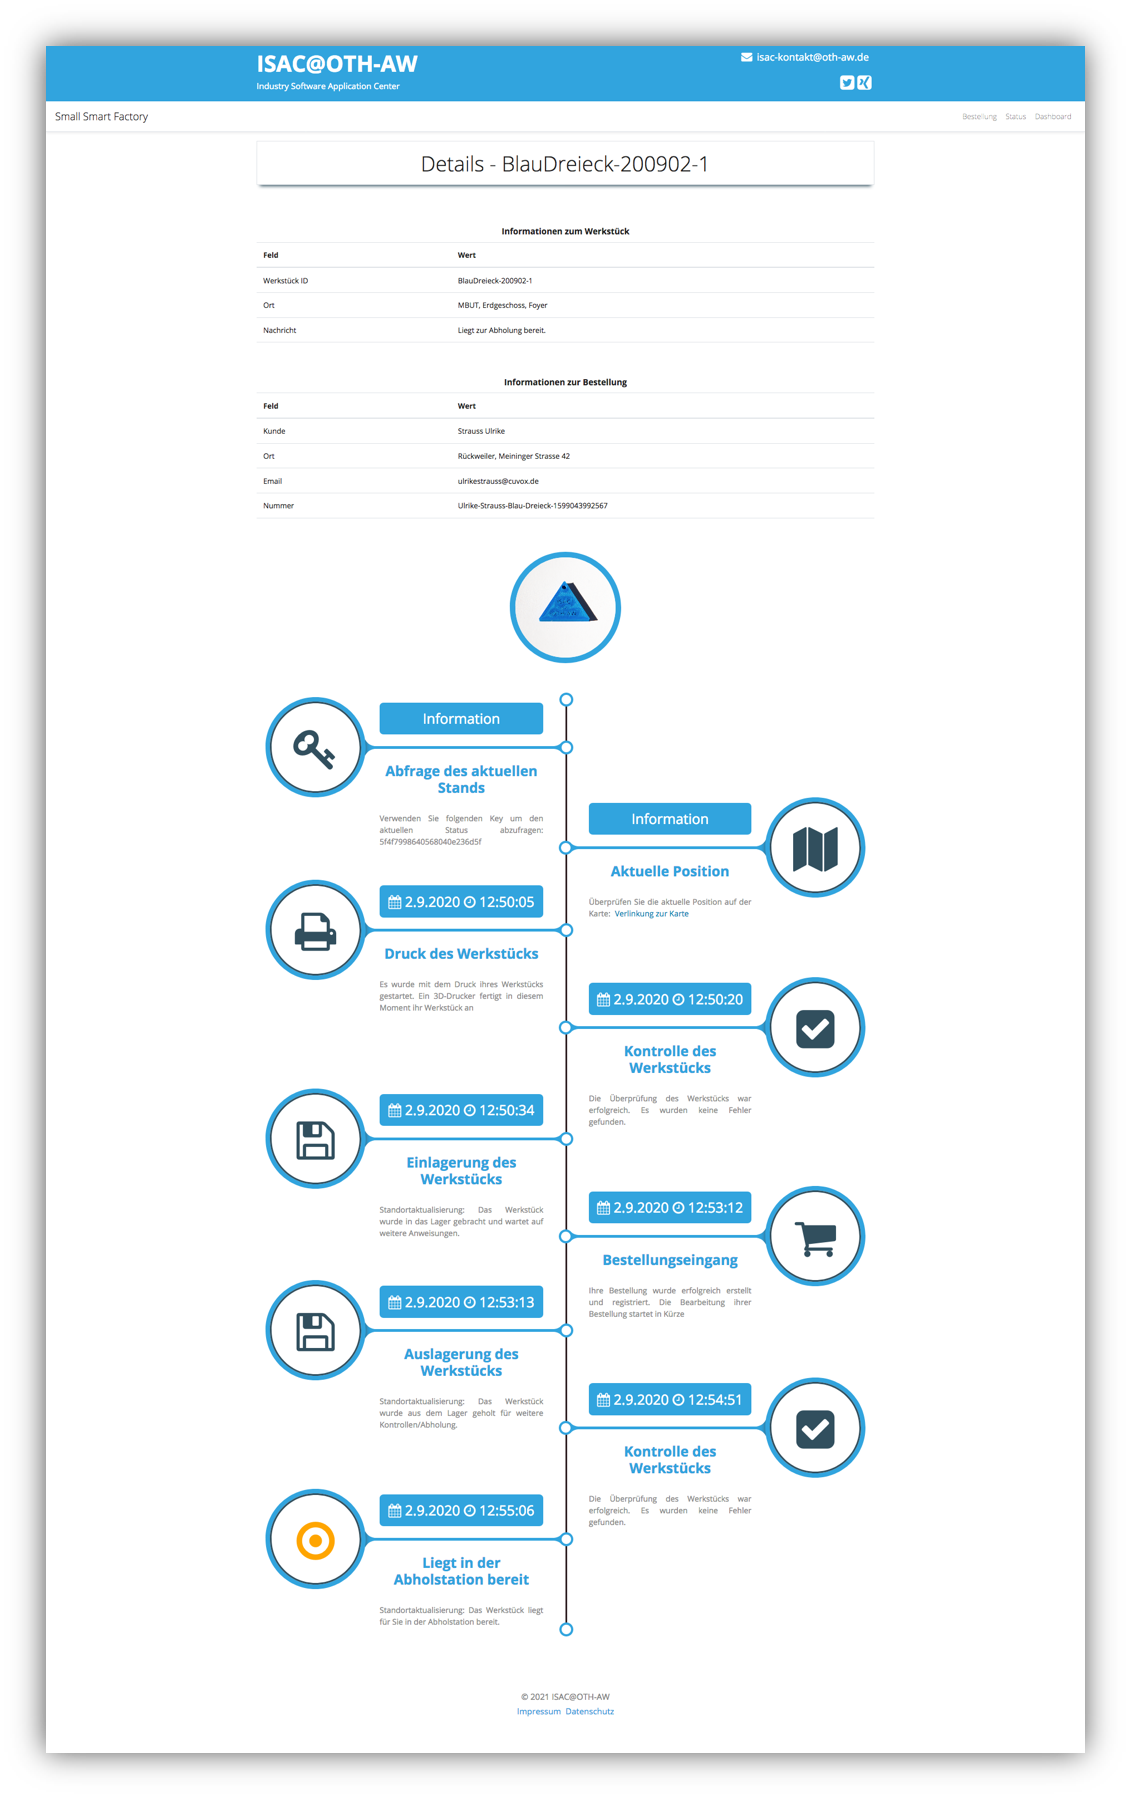 ISAC@OTH-AW
Industry Software Application Center
isac-kontakt@oth-aw.de
Small Smart Factory
Bestellung Status Dashboard
Details - BlauDreieck-200902-1
Informationen zum Werkstück
Feld Wert
Werkstück ID BlauDreieck-200902-1
Ort MBUT, Erdgeschoss, Foyer
Nachricht Liegt zur Abholung bereit.
Informationen zur Bestellung
Feld Wert
Kunde Strauss Ulrike
Ort Rückweiler, Meininger Strasse 42
Email ulrikestrauss@cuvox.de
Nummer Ulrike-Strauss-Blau-Dreieck-1599043992567
Information
Abfrage des aktuellen
Stands
Verwenden Sie folgenden Key um den
aktuellen Status abzufragen:
5f4f7998640568040e236d5f
Information
Aktuelle Position
Überprüfen Sie die aktuelle Position auf der
Karte: Verlinkung zur Karte
2.9.2020 12:50:05
Druck des Werkstücks
Es wurde mit dem Druck ihres Werkstücks
gestartet. Ein 3D-Drucker fertigt in diesem
Moment ihr Werkstück an
2.9.2020 12:50:20
Kontrolle des
Werkstücks
Die Überprüfung des Werkstücks war
erfolgreich. Es wurden keine Fehler
gefunden.
2.9.2020 12:50:34
Einlagerung des
Werkstücks
Standortaktualisierung: Das Werkstück
wurde in das Lager gebracht und wartet auf
weitere Anweisungen.
2.9.2020 12:53:12
Bestellungseingang
Ihre Bestellung wurde erfolgreich erstellt
und registriert. Die Bearbeitung ihrer
Bestellung startet in Kürze
2.9.2020 12:53:13
Auslagerung des
Werkstücks
Standortaktualisierung: Das Werkstück
wurde aus dem Lager geholt für weitere
Kontrollen/Abholung.
2.9.2020 12:54:51
Kontrolle des
Werkstücks
Die Überprüfung des Werkstücks war
erfolgreich. Es wurden keine Fehler
gefunden.
2.9.2020 12:55:06
Liegt in der
Abholstation bereit
Standortaktualisierung: Das Werkstück liegt
für Sie in der Abholstation bereit.
© 2021 ISAC@OTH-AW
Impressum Datenschutz